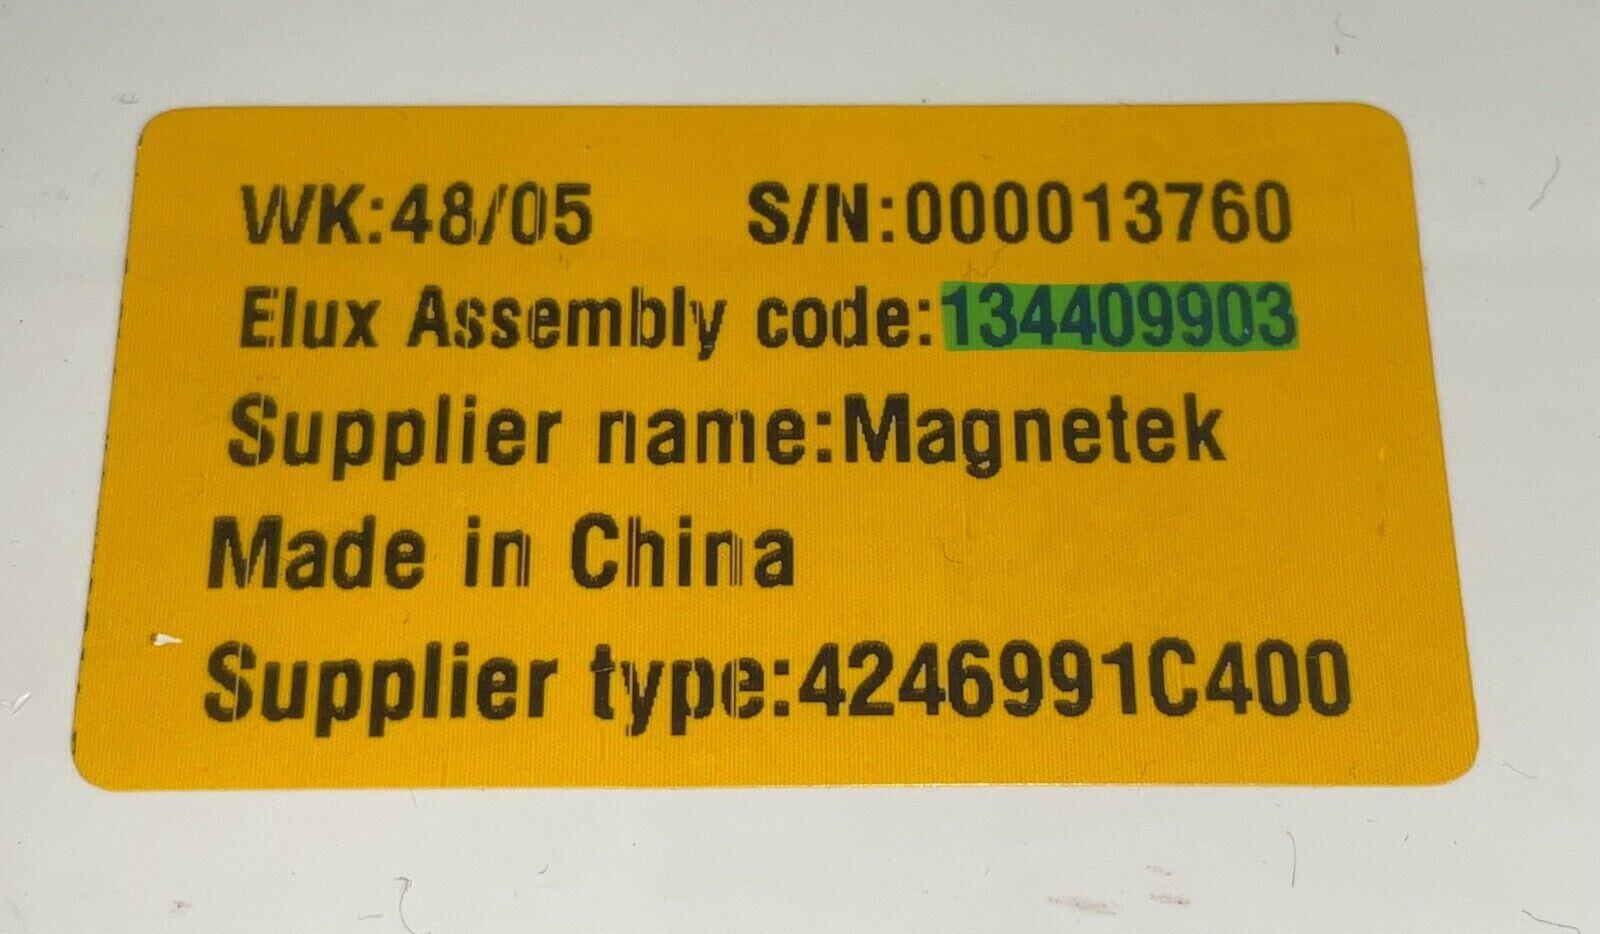 WK:48/05 S/N:000013760
Elux Assembly code:134409903
Supplier name:Magnetek
Made in China
Supplier type:4246991C400